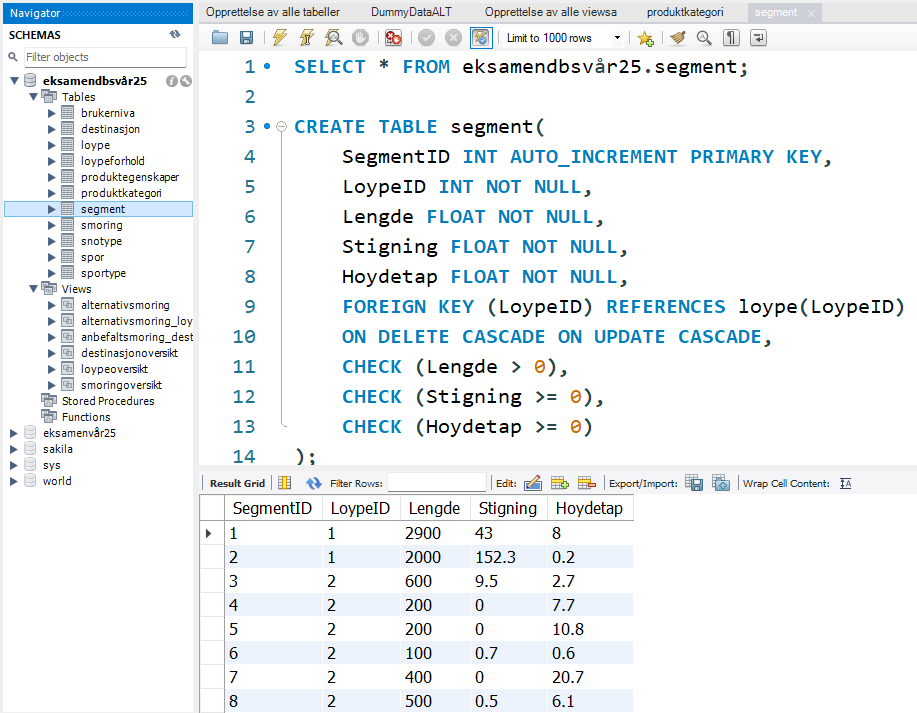 Navigator
SCHEMAS
Filter objects
eksamendbsvår25
Tables
brukerniva
destinasjon
loype
loypeforhold
produktegenskaper
produktkategori
segment
smoring
snotype
spor
sportype
Views
alternativsmoring
alternativsmoring_loy
anbefaltsmoring_dest
destinasjonoversikt
loypeoversikt
smoringoversikt
Stored Procedures
Functions
eksamenvår25
sakila
sys
world
Opprettelse av alle tabeller DummyDataALT Opprettelse av alle viewsa produktkategori segment
Limit to 1000 rows
1 SELECT * FROM eksamendbsvår25.segment;
2
3 CREATE TABLE segment(
4 SegmentID INT AUTO_INCREMENT PRIMARY KEY,
5 LoypeID INT NOT NULL,
6 Lengde FLOAT NOT NULL,
7 Stigning FLOAT NOT NULL,
8 Hoydetap FLOAT NOT NULL,
9 FOREIGN KEY (LoypeID) REFERENCES loype(LoypeID)
10 ON DELETE CASCADE ON UPDATE CASCADE,
11 CHECK (Lengde > 0),
12 CHECK (Stigning >= 0),
13 CHECK (Hoydetap >= 0)
14 );
Result Grid Filter Rows: Edit: Export/Import: Wrap Cell Content:
SegmentID LoypeID Lengde Stigning Hoydetap
1 1 2900 43 8
2 1 2000 152.3 0.2
3 2 600 9.5 2.7
4 2 200 0 7.7
5 2 200 0 10.8
6 2 100 0.7 0.6
7 2 400 0 20.7
8 2 500 0.5 6.1